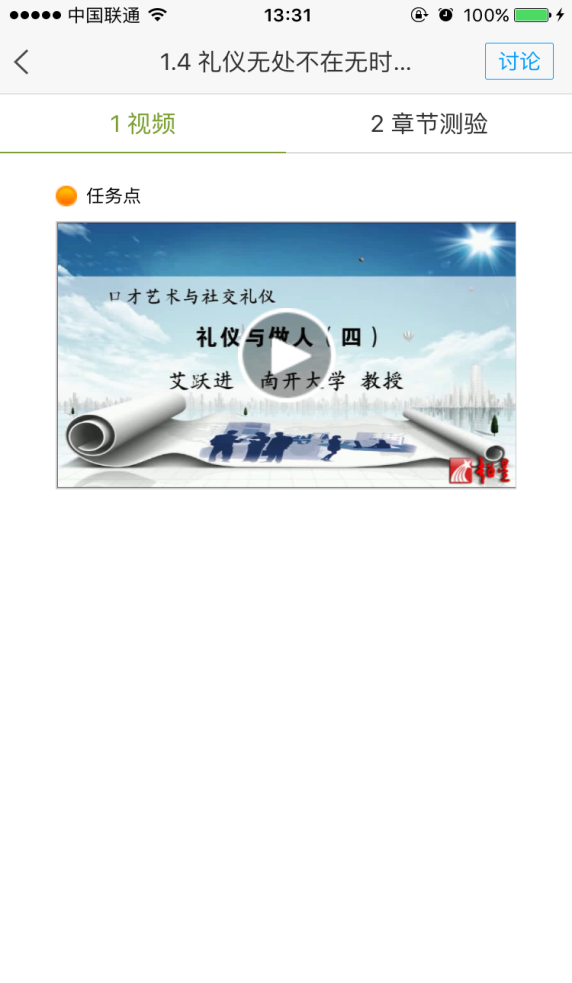 中国联通 13:31 100%
1.4 礼仪无处不在无时... 讨论
1 视频 2 章节测验
任务点
口才艺术与社交礼仪
礼仪与做人（四）
艾跃进 南开大学 教授